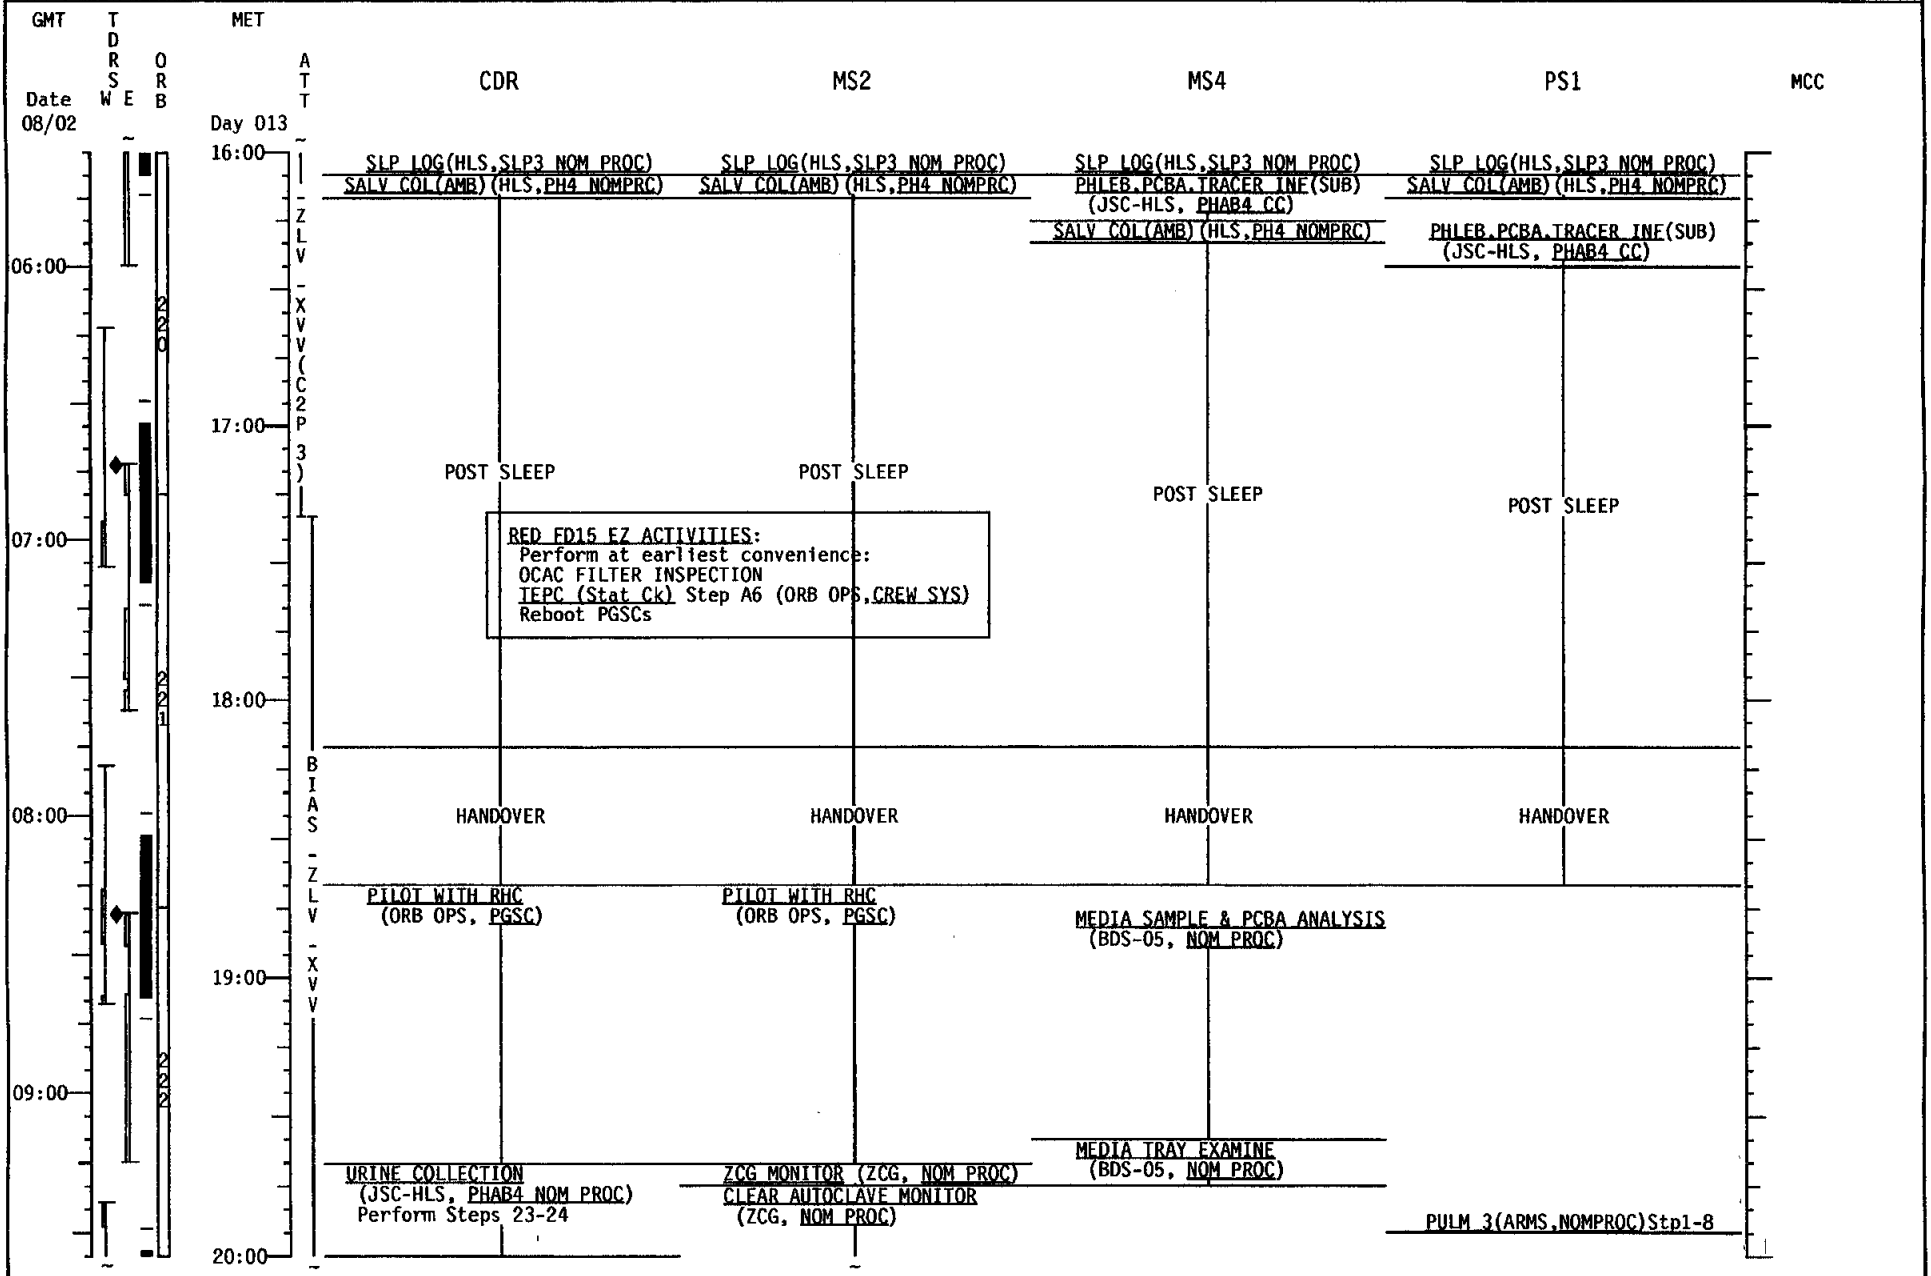 GMT
TDRS
W E
ORB
MET
ATT
CDR
MS2
MS4
PS1
MCC
Date
08/02
Day 013
16:00
17:00
18:00
19:00
20:00
06:00
07:00
08:00
09:00
220
221
222
-ZLV -XVV(C2P3)
BIAS -ZLV -XVV
SLP LOG(HLS,SLP3 NOM PROC)
SALV COL(AMB)(HLS,PH4 NOMPRC)
POST SLEEP
HANDOVER
PILOT WITH RHC
(ORB OPS, PGSC)
URINE COLLECTION
(JSC-HLS, PHAB4 NOM PROC)
Perform Steps 23-24
RED FD15 EZ ACTIVITIES:
Perform at earliest convenience:
OCAC FILTER INSPECTION
TEPC (Stat Ck) Step A6 (ORB OPS,CREW SYS)
Reboot PGSCs
SLP LOG(HLS,SLP3 NOM PROC)
SALV COL(AMB)(HLS,PH4 NOMPRC)
POST SLEEP
HANDOVER
PILOT WITH RHC
(ORB OPS, PGSC)
ZCG MONITOR (ZCG, NOM PROC)
CLEAR AUTOCLAVE MONITOR
(ZCG, NOM PROC)
SLP LOG(HLS,SLP3 NOM PROC)
PHLEB,PCBA,TRACER INF(SUB)
(JSC-HLS, PHAB4 CC)
SALV COL(AMB)(HLS,PH4 NOMPRC)
POST SLEEP
HANDOVER
MEDIA SAMPLE & PCBA ANALYSIS
(BDS-05, NOM PROC)
MEDIA TRAY EXAMINE
(BDS-05, NOM PROC)
SLP LOG(HLS,SLP3 NOM PROC)
SALV COL(AMB)(HLS,PH4 NOMPRC)
PHLEB,PCBA,TRACER INF(SUB)
(JSC-HLS, PHAB4 CC)
POST SLEEP
HANDOVER
PULM 3(ARMS,NOMPROC)Stp1-8